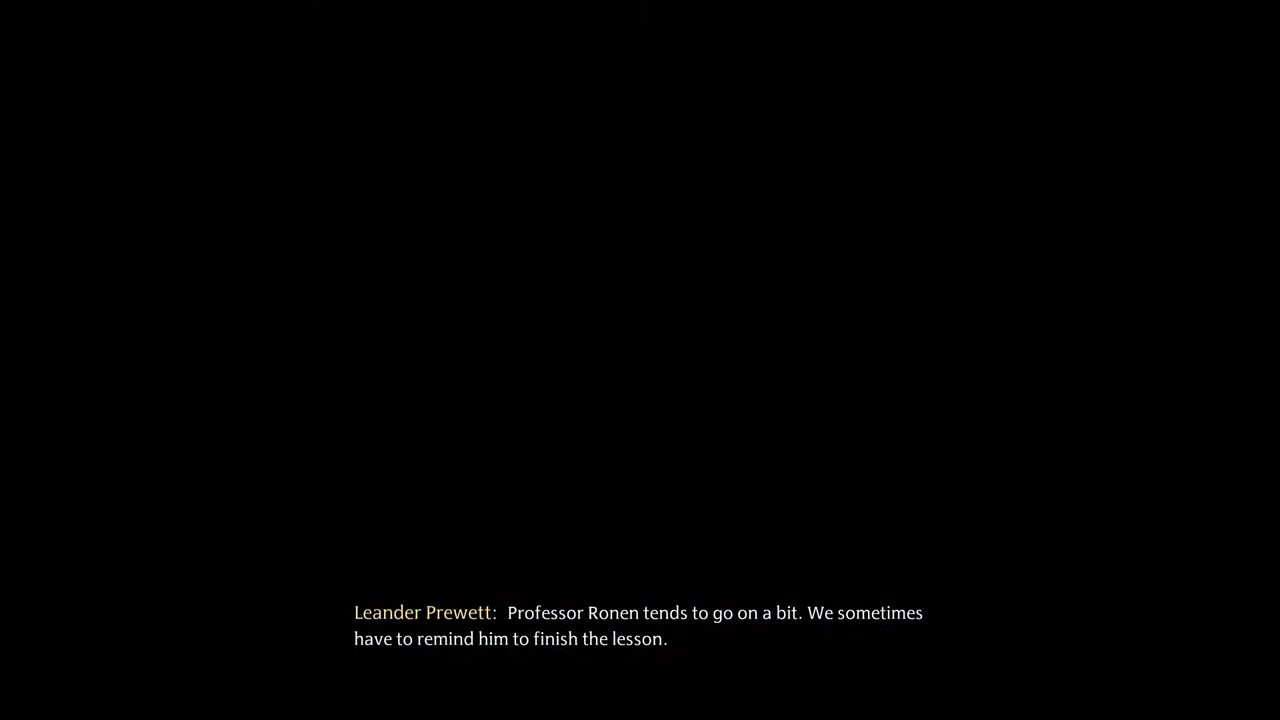 Leander Prewett: Professor Ronen tends to go on a bit. We sometimes
have to remind him to finish the lesson.